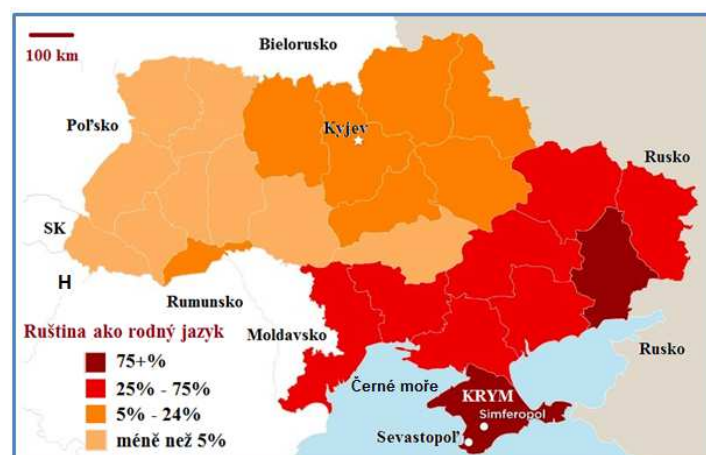 100 km
Bielorusko
Kyjev
Poľsko
Rusko
SK
H
Rumunsko
Moldavsko
Ruština ako rodný jazyk
75+%
25% - 75%
5% - 24%
méně než 5%
Rusko
Černé moře
KRYM
Simferopol
Sevastopoľ